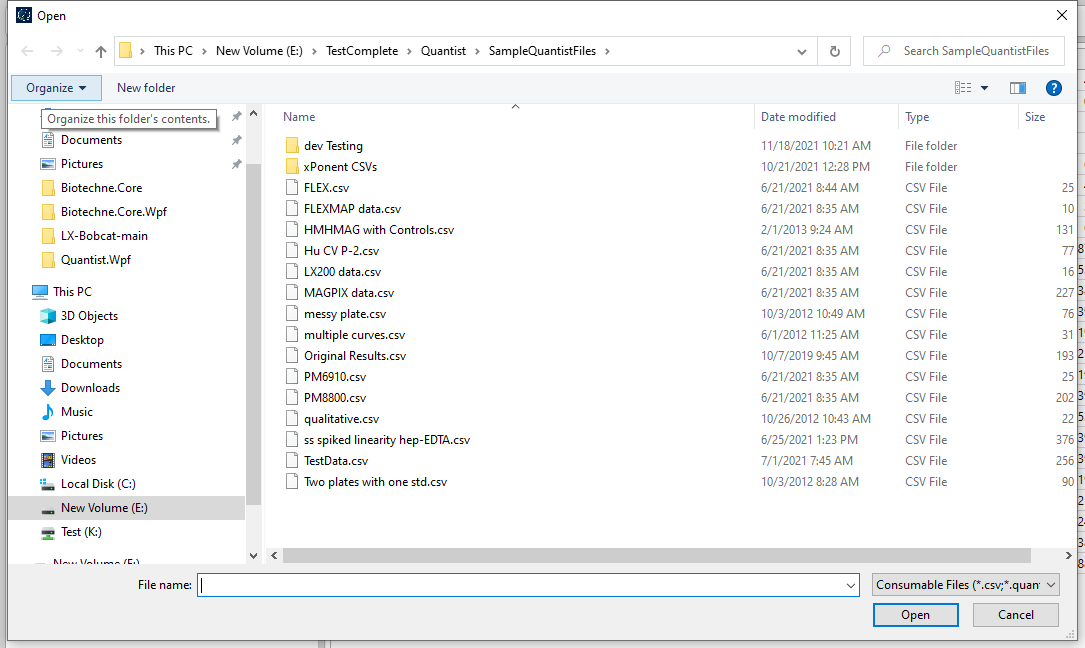 Open
This PC > New Volume (E:) > TestComplete > Quantist > SampleQuantistFiles >
Search SampleQuantistFiles
Organize
New folder
Organize this folder's contents.
Documents
Pictures
Biotechne.Core
Biotechne.Core.Wpf
LX-Bobcat-main
Quantist.Wpf
This PC
3D Objects
Desktop
Documents
Downloads
Music
Pictures
Videos
Local Disk (C:)
New Volume (E:)
Test (K:)
New Volume (E:)
Name Date modified Type Size
dev Testing 11/18/2021 10:21 AM File folder
xPonent CSVs 10/21/2021 12:28 PM File folder
FLEX.csv 6/21/2021 8:44 AM CSV File 25
FLEXMAP data.csv 6/21/2021 8:35 AM CSV File 10
HMHMAG with Controls.csv 2/1/2013 9:24 AM CSV File 131
Hu CV P-2.csv 6/21/2021 8:35 AM CSV File 77
LX200 data.csv 6/21/2021 8:35 AM CSV File 16
MAGPIX data.csv 6/21/2021 8:35 AM CSV File 227
messy plate.csv 10/3/2012 10:49 AM CSV File 76
multiple curves.csv 6/1/2012 11:25 AM CSV File 31
Original Results.csv 10/7/2019 9:45 AM CSV File 193
PM6910.csv 6/21/2021 8:35 AM CSV File 25
PM8800.csv 6/21/2021 8:35 AM CSV File 202
qualitative.csv 10/26/2012 10:43 AM CSV File 22
ss spiked linearity hep-EDTA.csv 6/25/2021 1:23 PM CSV File 376
TestData.csv 7/1/2021 7:45 AM CSV File 256
Two plates with one std.csv 10/3/2012 8:28 AM CSV File 90
File name:
Consumable Files (*.csv;*.quan
Open
Cancel